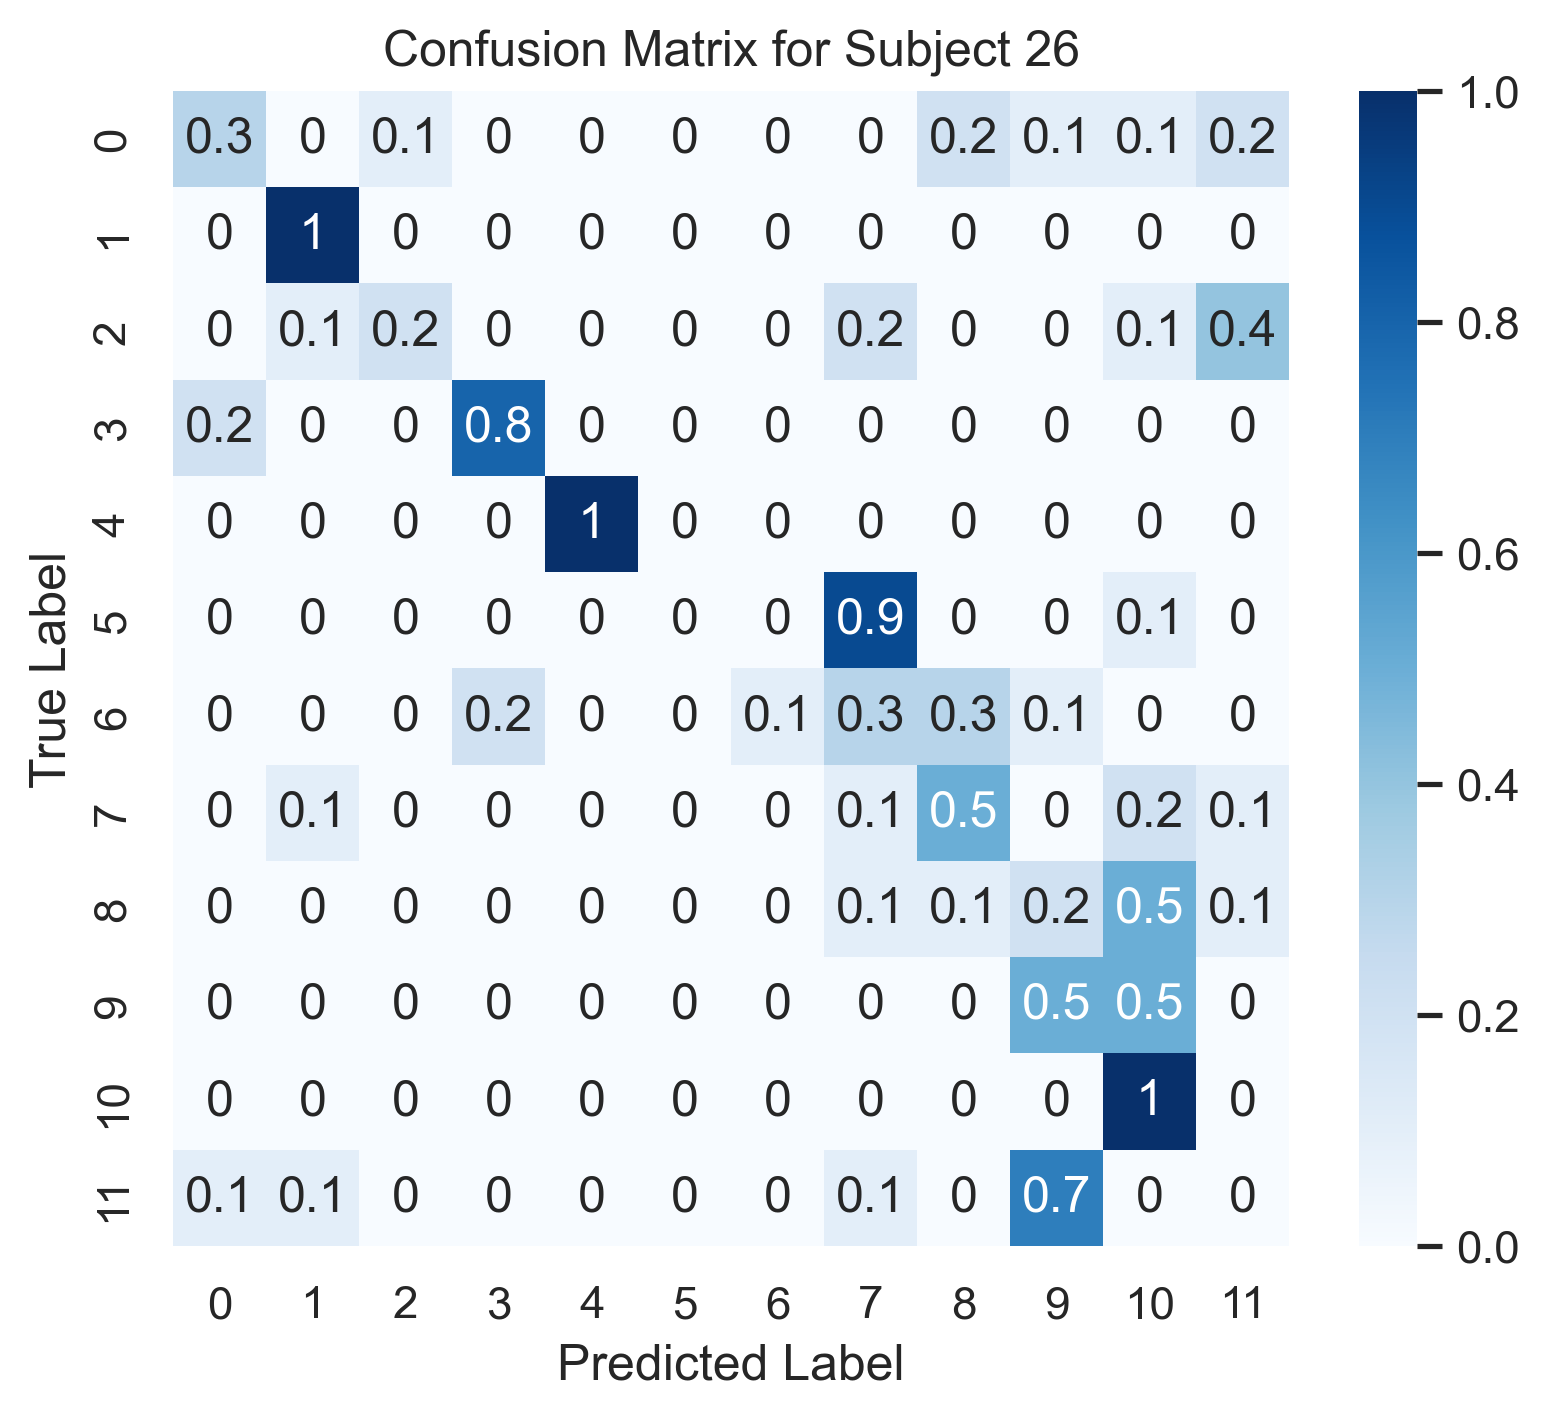 Confusion Matrix for Subject 26
0 0.3 0 0.1 0 0 0 0 0 0.2 0.1 0.1 0.2
1 0 1 0 0 0 0 0 0 0 0 0 0
2 0 0.1 0.2 0 0 0 0 0.2 0 0 0.1 0.4
3 0.2 0 0 0.8 0 0 0 0 0 0 0 0
4 0 0 0 0 1 0 0 0 0 0 0 0
5 0 0 0 0 0 0 0 0.9 0 0 0.1 0
6 0 0 0 0.2 0 0 0.1 0.3 0.3 0.1 0 0
7 0 0.1 0 0 0 0 0 0.1 0.5 0 0.2 0.1
8 0 0 0 0 0 0 0 0.1 0.1 0.2 0.5 0.1
9 0 0 0 0 0 0 0 0 0 0.5 0.5 0
10 0 0 0 0 0 0 0 0 0 0 1 0
11 0.1 0.1 0 0 0 0 0 0.1 0 0.7 0 0
0 1 2 3 4 5 6 7 8 9 10 11
Predicted Label
True Label
1.0
0.8
0.6
0.4
0.2
0.0